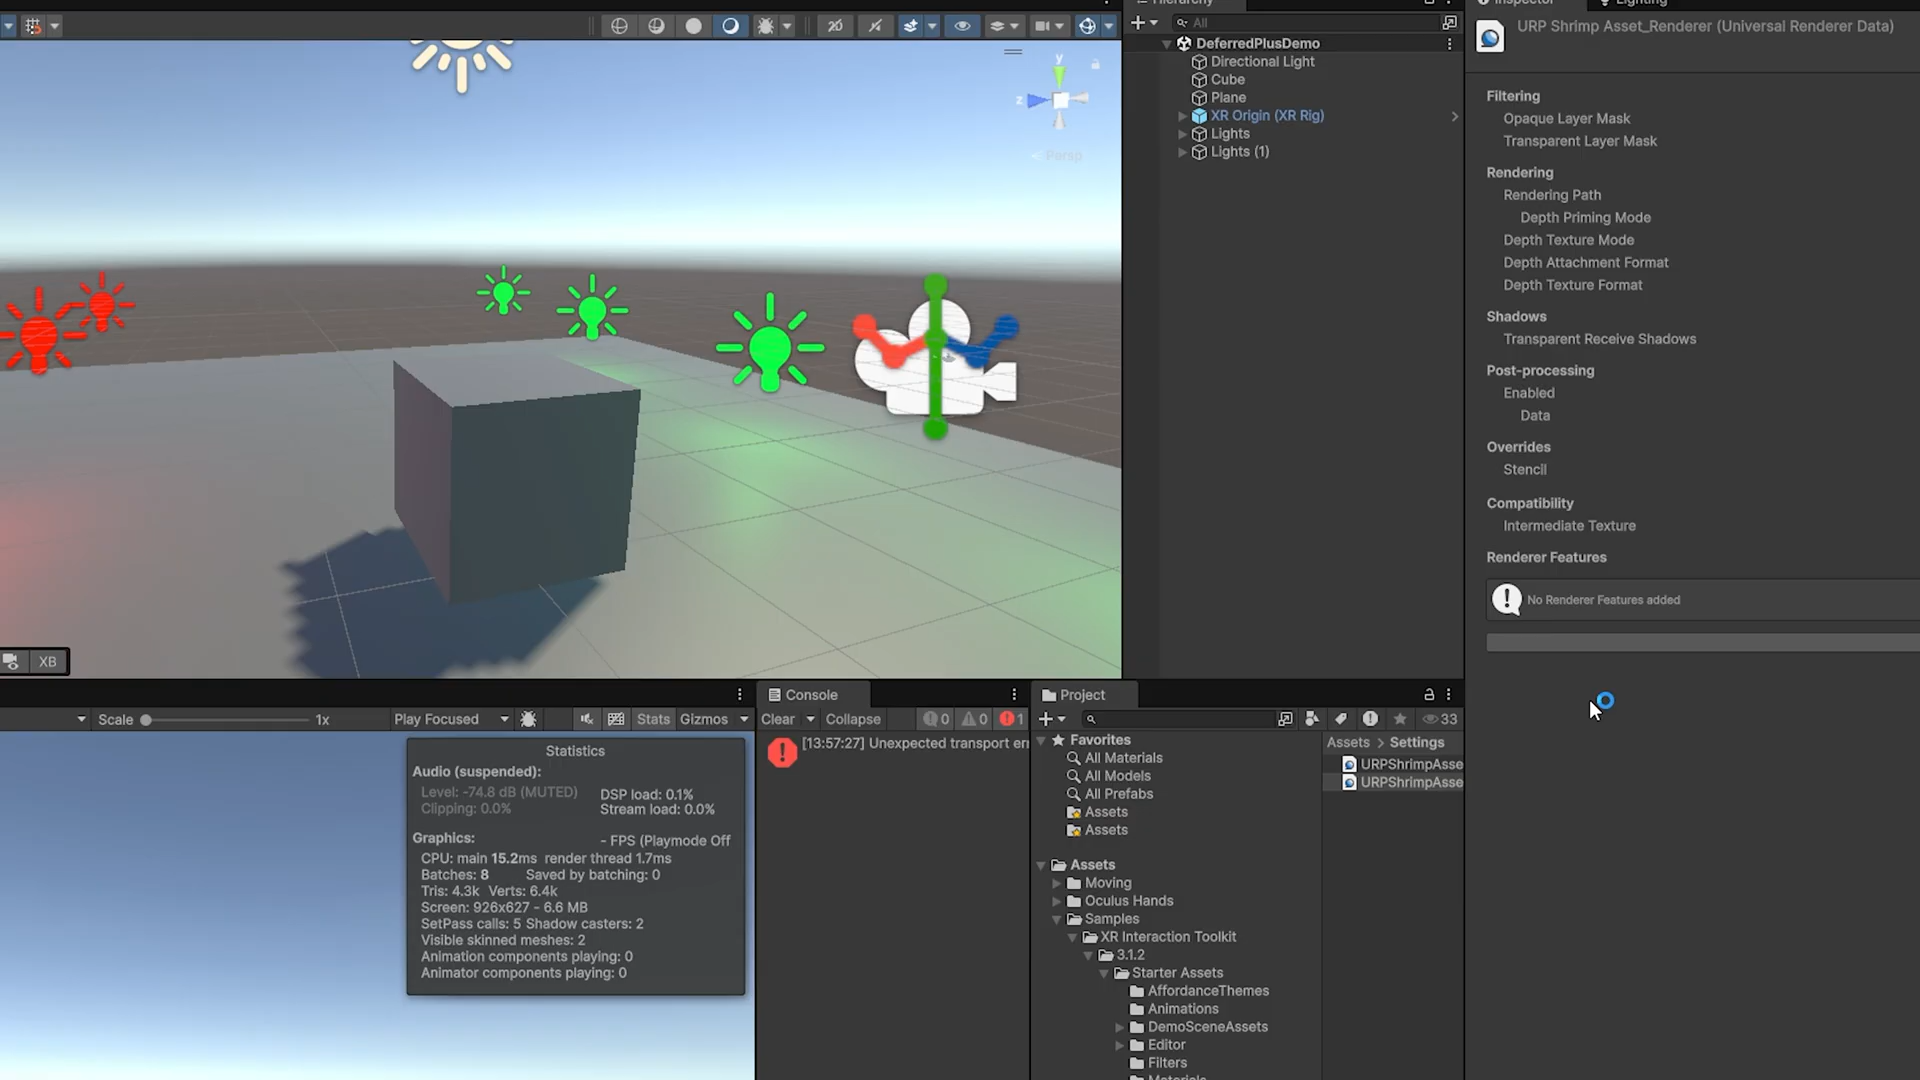 Hierarchy
Inspector
Lighting
All
DeferredPlusDemo
Directional Light
Cube
Plane
XR Origin (XR Rig)
Lights
Lights (1)
y
z
< Persp
XB
URP Shrimp Asset_Renderer (Universal Renderer Data)
Filtering
Opaque Layer Mask
Transparent Layer Mask
Rendering
Rendering Path
Depth Priming Mode
Depth Texture Mode
Depth Attachment Format
Depth Texture Format
Shadows
Transparent Receive Shadows
Post-processing
Enabled
Data
Overrides
Stencil
Compatibility
Intermediate Texture
Renderer Features
No Renderer Features added
Scale 1x Play Focused Stats Gizmos
Statistics
Audio (suspended):
Level: -74.8 dB (MUTED) DSP load: 0.1%
Clipping: 0.0% Stream load: 0.0%
Graphics: - FPS (Playmode Off
CPU: main 15.2ms render thread 1.7ms
Batches: 8 Saved by batching: 0
Tris: 4.3k Verts: 6.4k
Screen: 926x627 - 6.6 MB
SetPass calls: 5 Shadow casters: 2
Visible skinned meshes: 2
Animation components playing: 0
Animator components playing: 0
Console
Clear Collapse 0 0 1
[13:57:27] Unexpected transport err
Project
33
Favorites
All Materials
All Models
All Prefabs
Assets
Assets
Assets
Moving
Oculus Hands
Samples
XR Interaction Toolkit
3.1.2
Starter Assets
AffordanceThemes
Animations
DemoSceneAssets
Editor
Filters
Materials
Assets > Settings
URPShrimpAsse
URPShrimpAsse